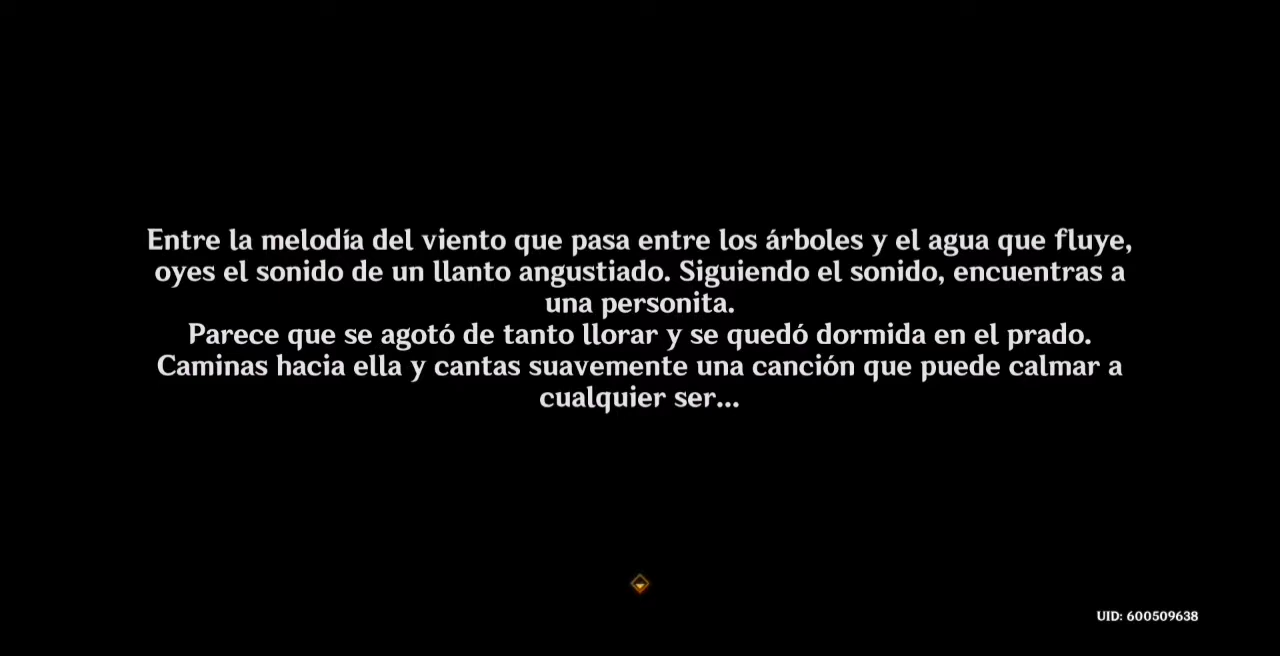 Entre la melodía del viento que pasa entre los árboles y el agua que fluye,
oyes el sonido de un llanto angustiado. Siguiendo el sonido, encuentras a
una personita.
Parece que se agotó de tanto llorar y se quedó dormida en el prado.
Caminas hacia ella y cantas suavemente una canción que puede calmar a
cualquier ser...
UID: 600509638